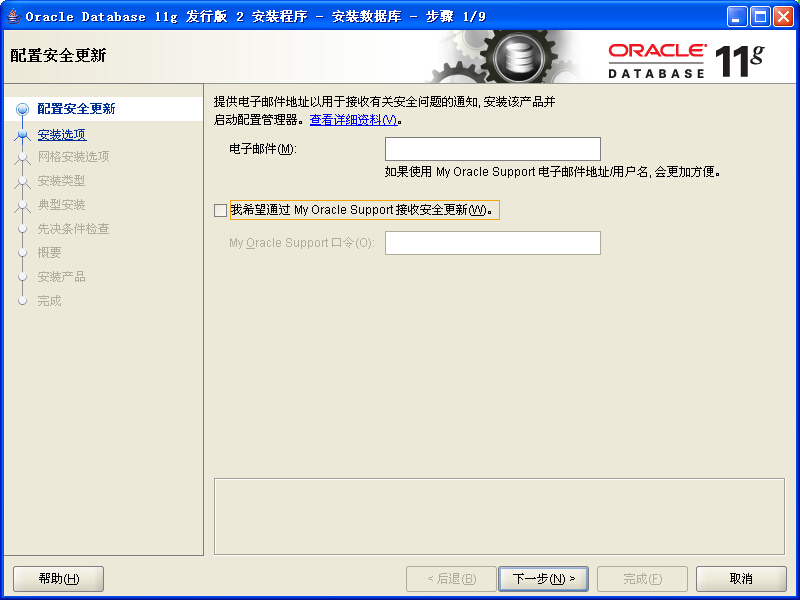 Oracle Database 11g 发行版 2 安装程序 - 安装数据库 - 步骤 1/9
配置安全更新
ORACLE
DATABASE 11g
配置安全更新
安装选项
网格安装选项
安装类型
典型安装
先决条件检查
概要
安装产品
完成
提供电子邮件地址以用于接收有关安全问题的通知, 安装该产品并
启动配置管理器。查看详细资料(V)。
电子邮件(M):
如果使用 My Oracle Support 电子邮件地址/用户名, 会更加方便。
我希望通过 My Oracle Support 接收安全更新(W)。
My Oracle Support 口令(O):
帮助(H)
< 后退(B)
下一步(N) >
完成(F)
取消